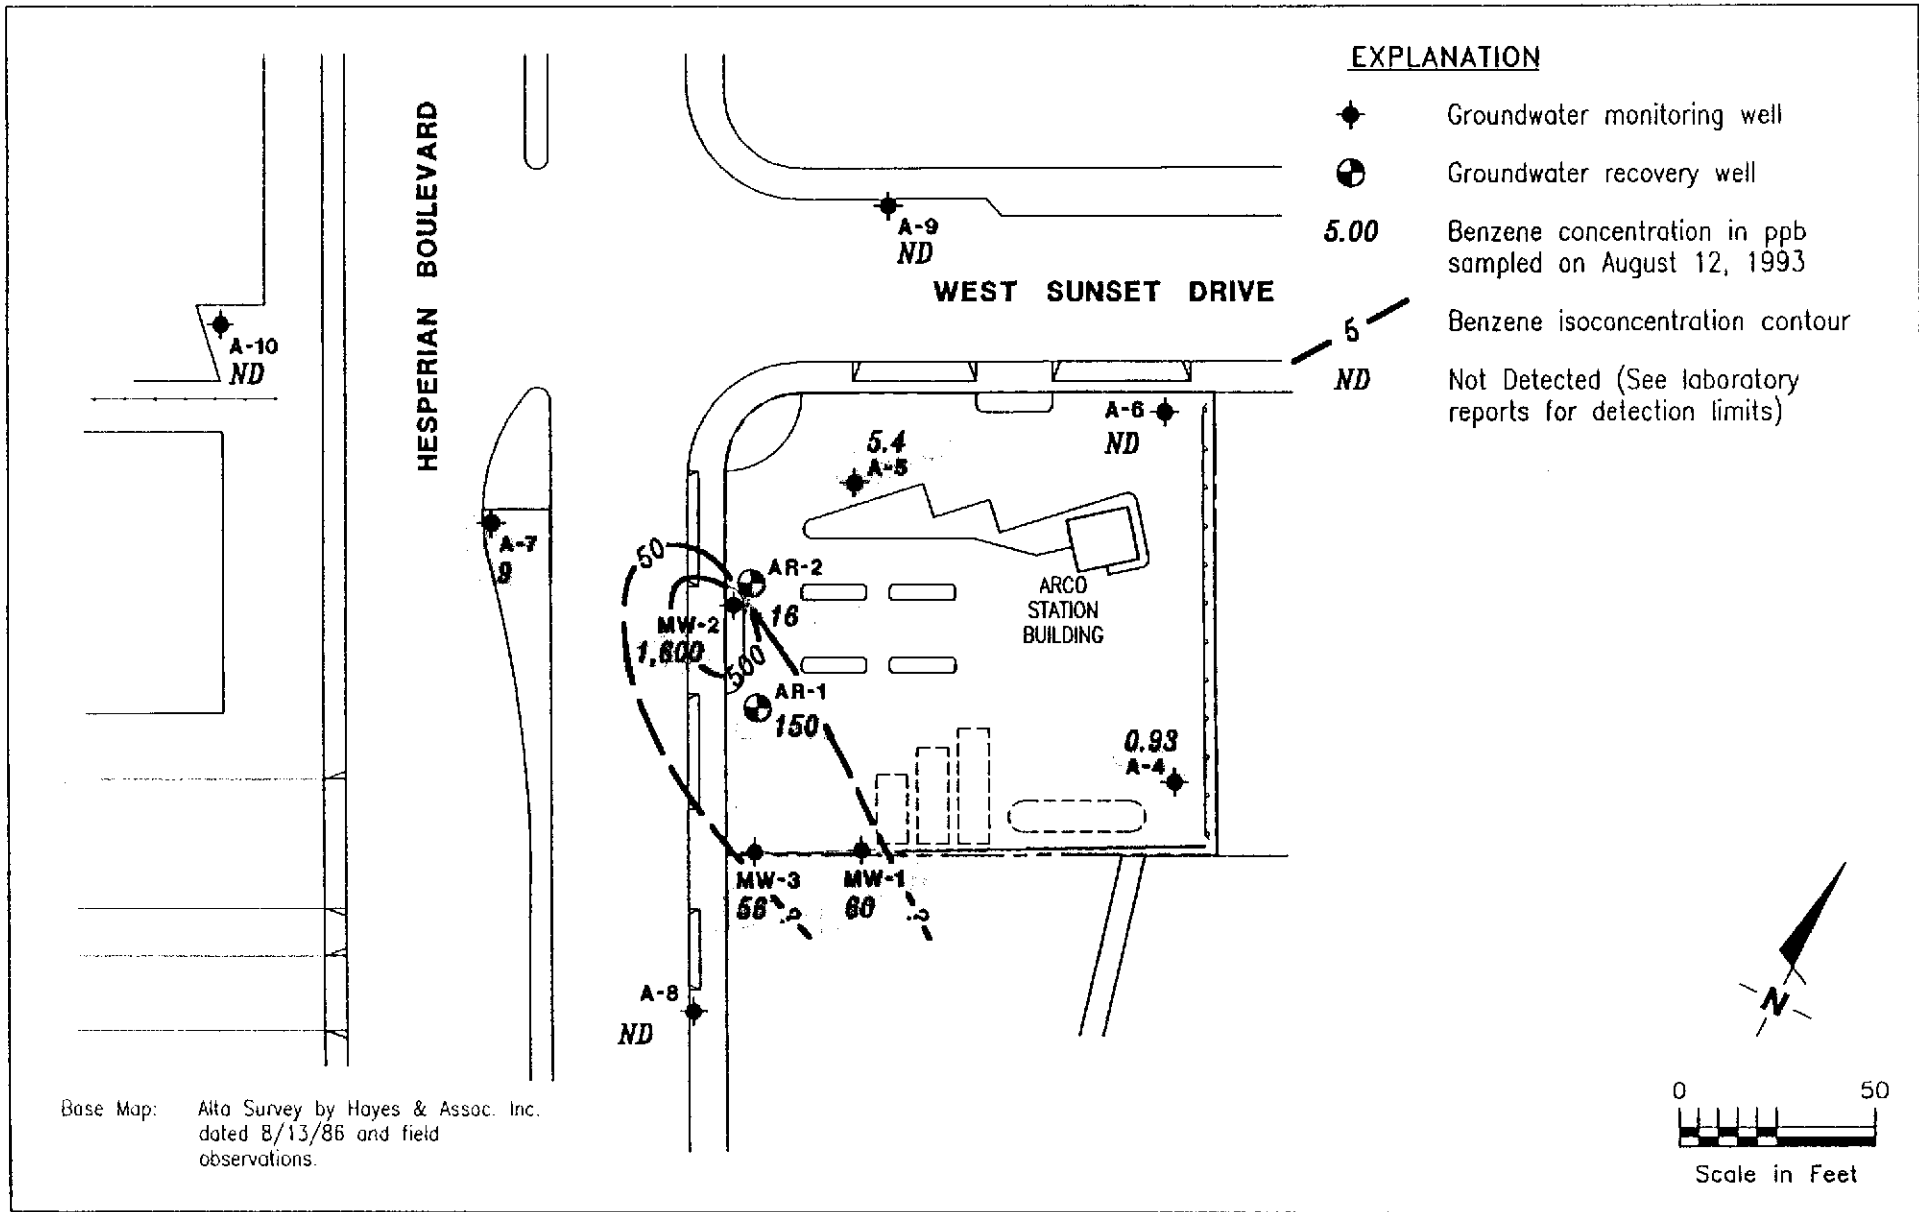 EXPLANATION
Groundwater monitoring well
Groundwater recovery well
5.00 Benzene concentration in ppb
sampled on August 12, 1993
5 Benzene isoconcentration contour
ND Not Detected (See laboratory
reports for detection limits)
HESPERIAN BOULEVARD
WEST SUNSET DRIVE
A-9
ND
A-10
ND
A-6
ND
5.4
A-5
A-7
9
50
AR-2
16
MW-2
1,600
500
AR-1
150
ARCO
STATION
BUILDING
0.93
A-4
MW-3
56
?
MW-1
60
?
A-8
ND
N
0 50
Scale in Feet
Base Map: Alta Survey by Hayes & Assoc. Inc.
dated 8/13/86 and field
observations.